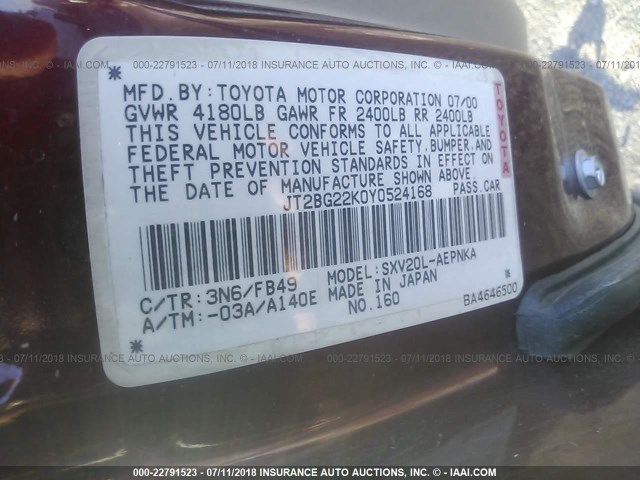 000-22791523 - 07/11/2018 - INSURANCE AUTO AUCTIONS, INC. - © IAAI.COM
MFD. BY: TOYOTA MOTOR CORPORATION 07/00
GVWR 4180LB GAWR FR 2400LB RR 2400LB
THIS VEHICLE CONFORMS TO ALL APPLICABLE
FEDERAL MOTOR VEHICLE SAFETY, BUMPER, AND
THEFT PREVENTION STANDARDS IN EFFECT ON
THE DATE OF MANUFACTURE SHOWN ABOVE.
JT2BG22K0Y0524168 PASS. CAR
TOYOTA
C/TR: 3N6/FB49 MODEL: SXV20L-AEPNKA
A/TM: -03A/A140E MADE IN JAPAN
NO. 160 BA4646500
000-22791523 - 07/11/2018 - INSURANCE AUTO AUCTIONS, INC. - © IAAI.COM
000-22791523 - 07/11/2018 - INSURANCE AUTO AUCTIONS, INC. - © IAAI.COM